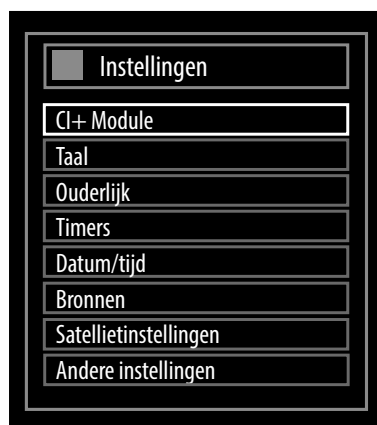 Instellingen
CI+ Module
Taal
Ouderlijk
Timers
Datum/tijd
Bronnen
Satellietinstellingen
Andere instellingen